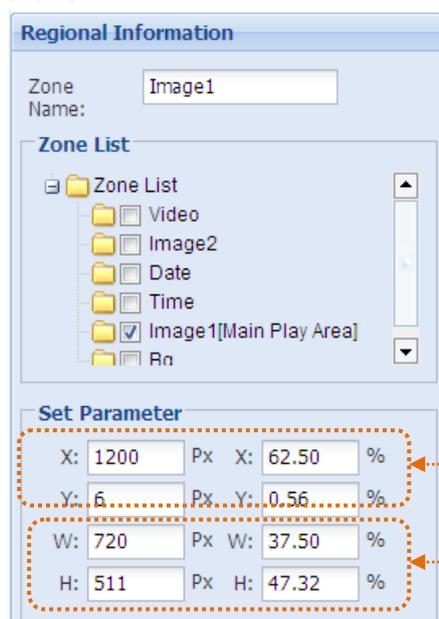 Regional Information
Zone Name:
Image1
Zone List
Zone List
Video
Image2
Date
Time
Image1[Main Play Area]
Bg
Set Parameter
X: 1200 Px X: 62.50 %
Y: 6 Px Y: 0.56 %
W: 720 Px W: 37.50 %
H: 511 Px H: 47.32 %